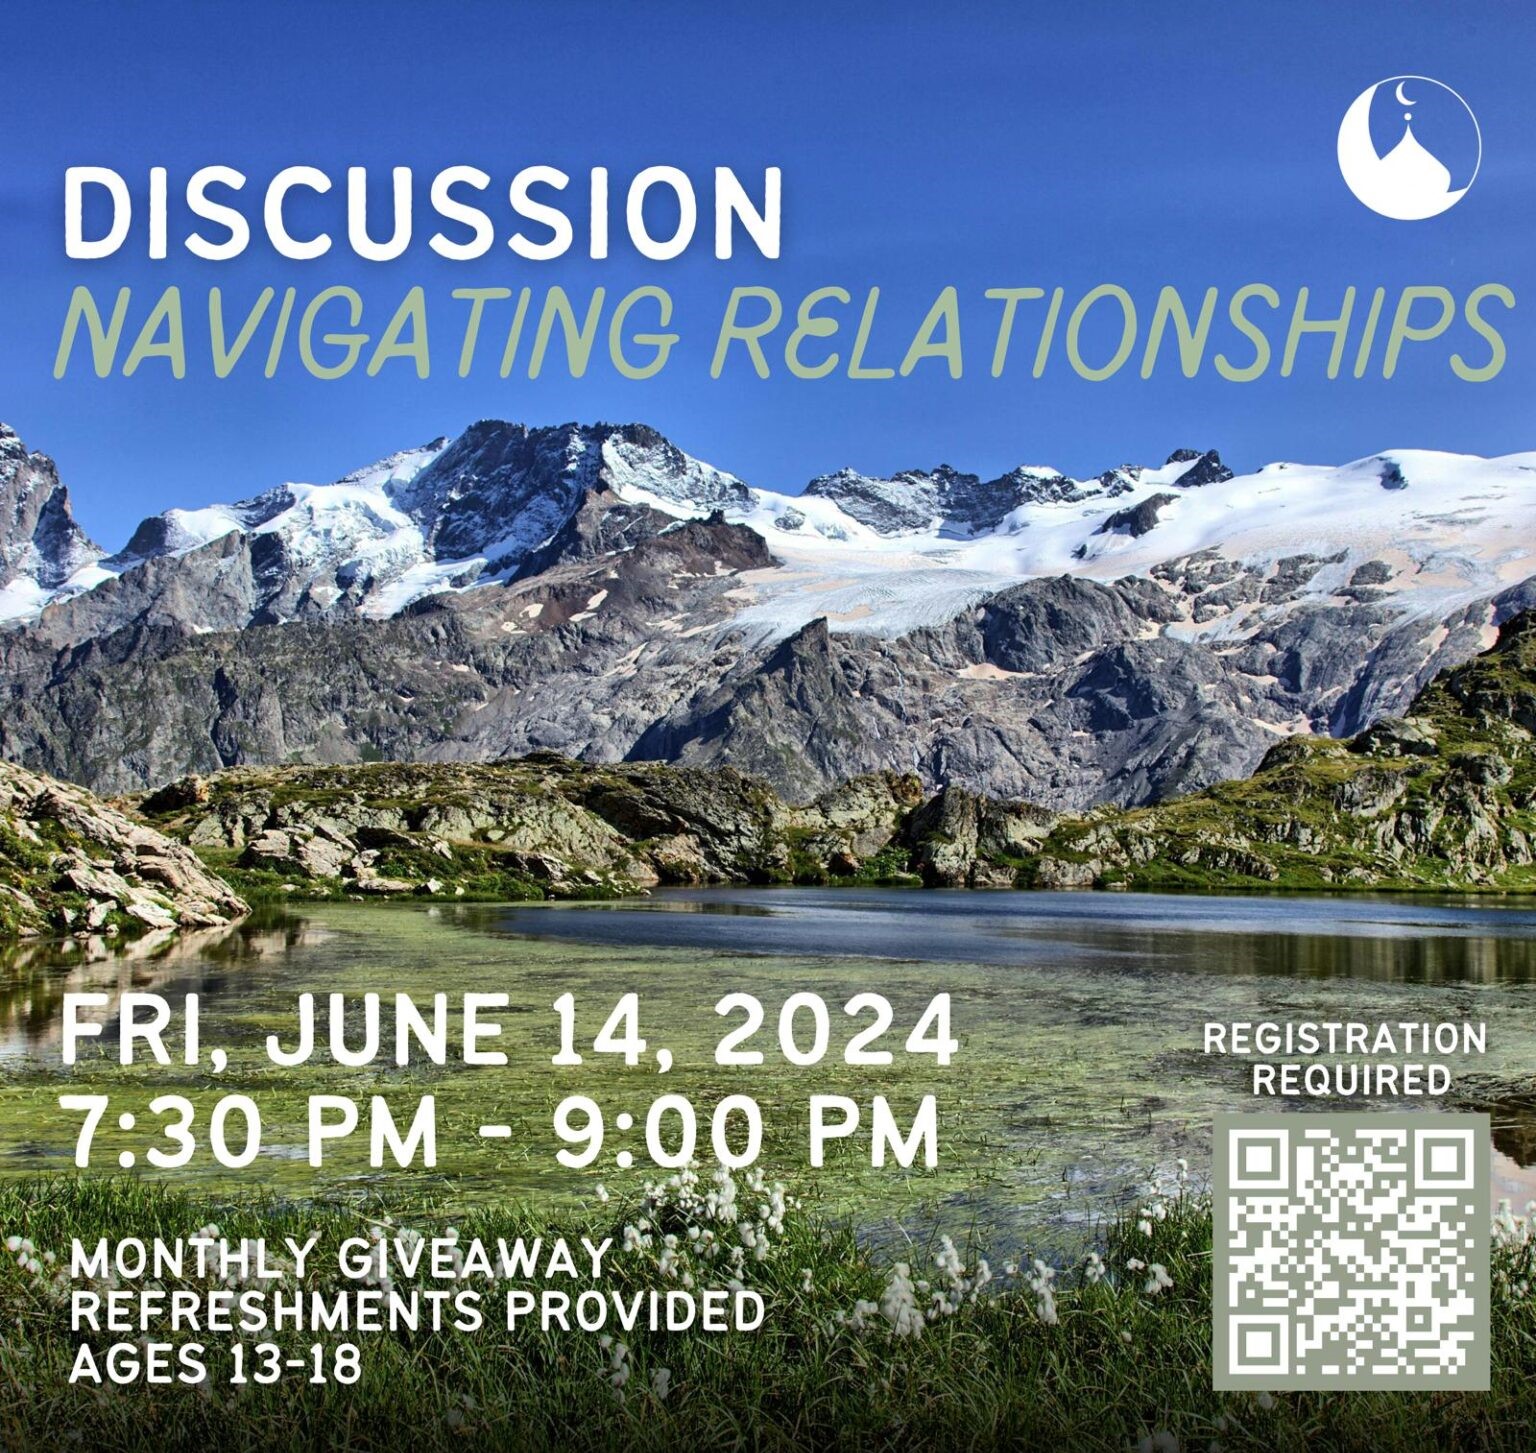 DISCUSSION
NAVIGATING RELATIONSHIPS
FRI, JUNE 14, 2024
7:30 PM - 9:00 PM
MONTHLY GIVEAWAY
REFRESHMENTS PROVIDED
AGES 13-18
REGISTRATION
REQUIRED